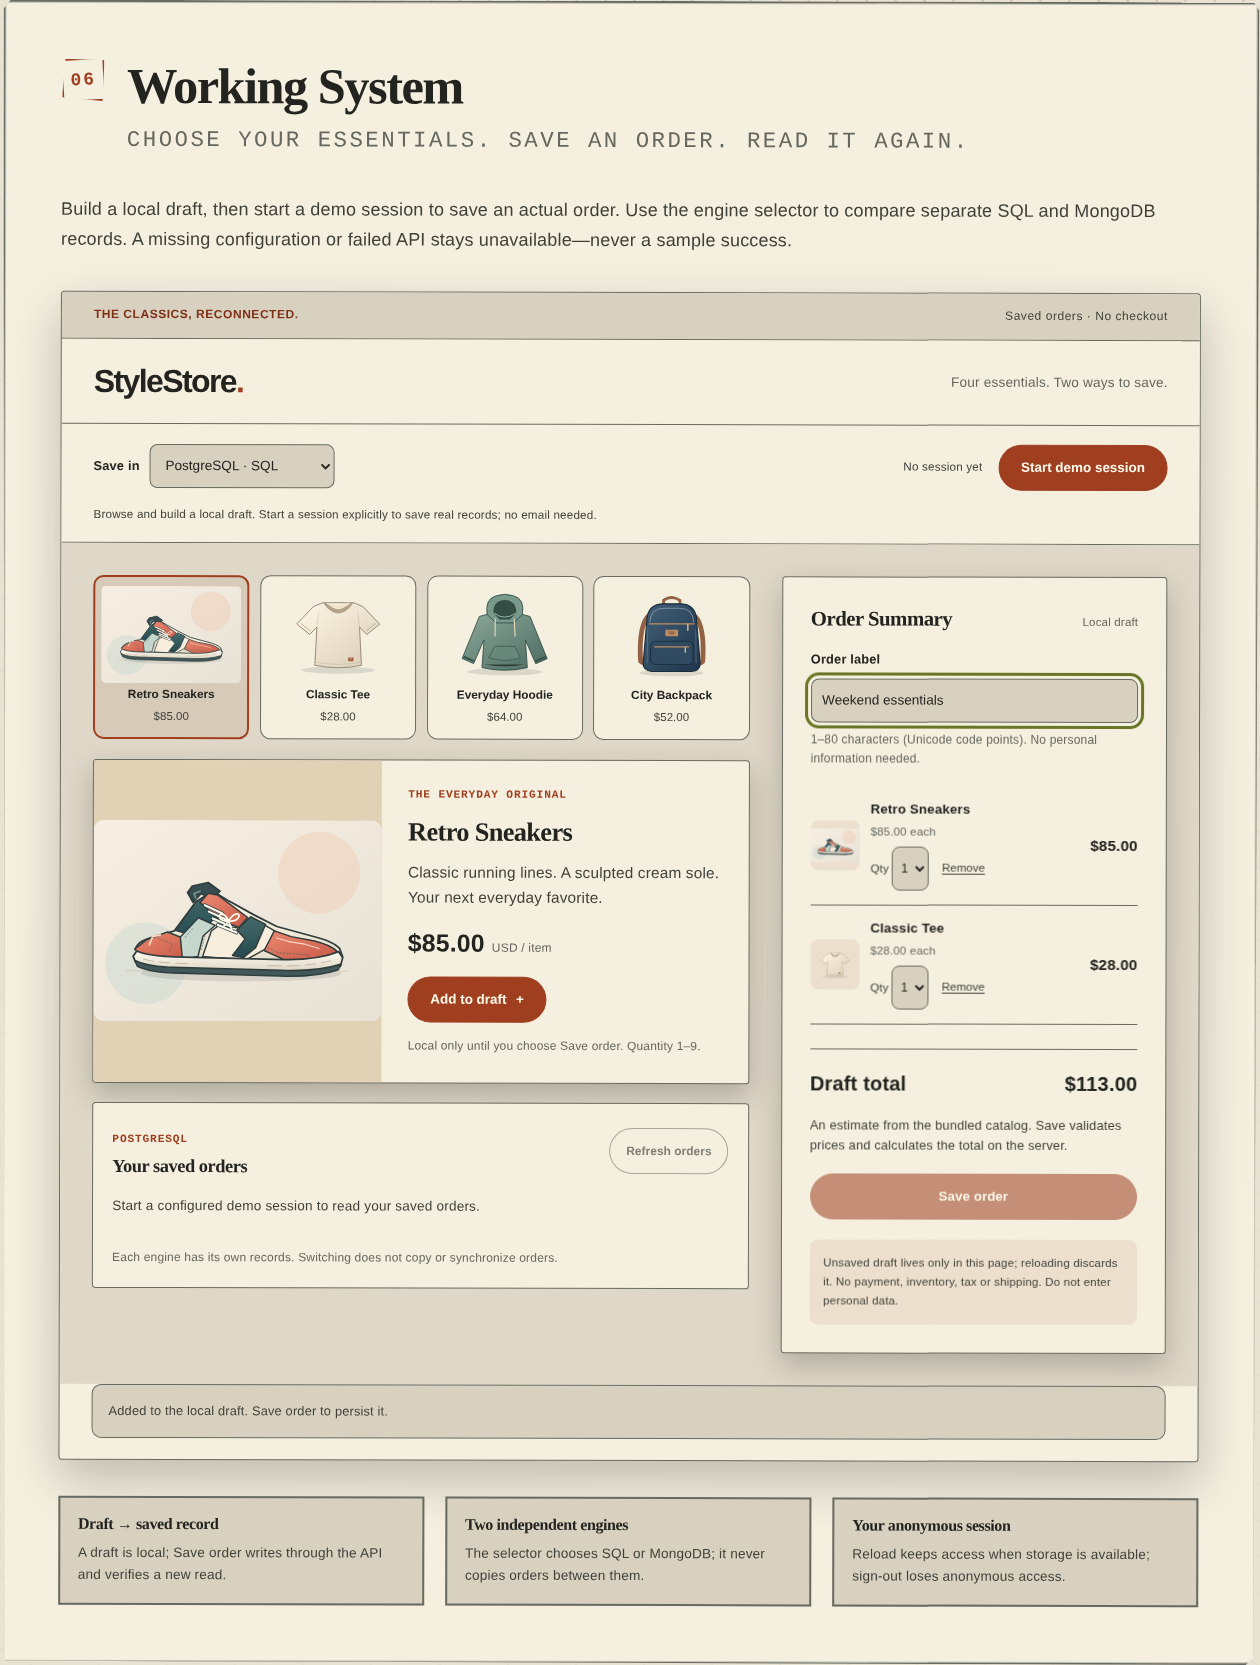 06
Working System
CHOOSE YOUR ESSENTIALS. SAVE AN ORDER. READ IT AGAIN.
Build a local draft, then start a demo session to save an actual order. Use the engine selector to compare separate SQL and MongoDB
records. A missing configuration or failed API stays unavailable—never a sample success.
THE CLASSICS, RECONNECTED.
Saved orders · No checkout
StyleStore.
Four essentials. Two ways to save.
Save in
PostgreSQL · SQL
No session yet
Start demo session
Browse and build a local draft. Start a session explicitly to save real records; no email needed.
Retro Sneakers
$85.00
Classic Tee
$28.00
Everyday Hoodie
$64.00
City Backpack
$52.00
THE EVERYDAY ORIGINAL
Retro Sneakers
Classic running lines. A sculpted cream sole.
Your next everyday favorite.
$85.00 USD / item
Add to draft +
Local only until you choose Save order. Quantity 1–9.
POSTGRESQL
Your saved orders
Refresh orders
Start a configured demo session to read your saved orders.
Each engine has its own records. Switching does not copy or synchronize orders.
Order Summary
Local draft
Order label
Weekend essentials
1–80 characters (Unicode code points). No personal
information needed.
Retro Sneakers
$85.00 each
Qty 1 Remove
$85.00
Classic Tee
$28.00 each
Qty 1 Remove
$28.00
Draft total
$113.00
An estimate from the bundled catalog. Save validates
prices and calculates the total on the server.
Save order
Unsaved draft lives only in this page; reloading discards
it. No payment, inventory, tax or shipping. Do not enter
personal data.
Added to the local draft. Save order to persist it.
Draft → saved record
A draft is local; Save order writes through the API
and verifies a new read.
Two independent engines
The selector chooses SQL or MongoDB; it never
copies orders between them.
Your anonymous session
Reload keeps access when storage is available;
sign-out loses anonymous access.